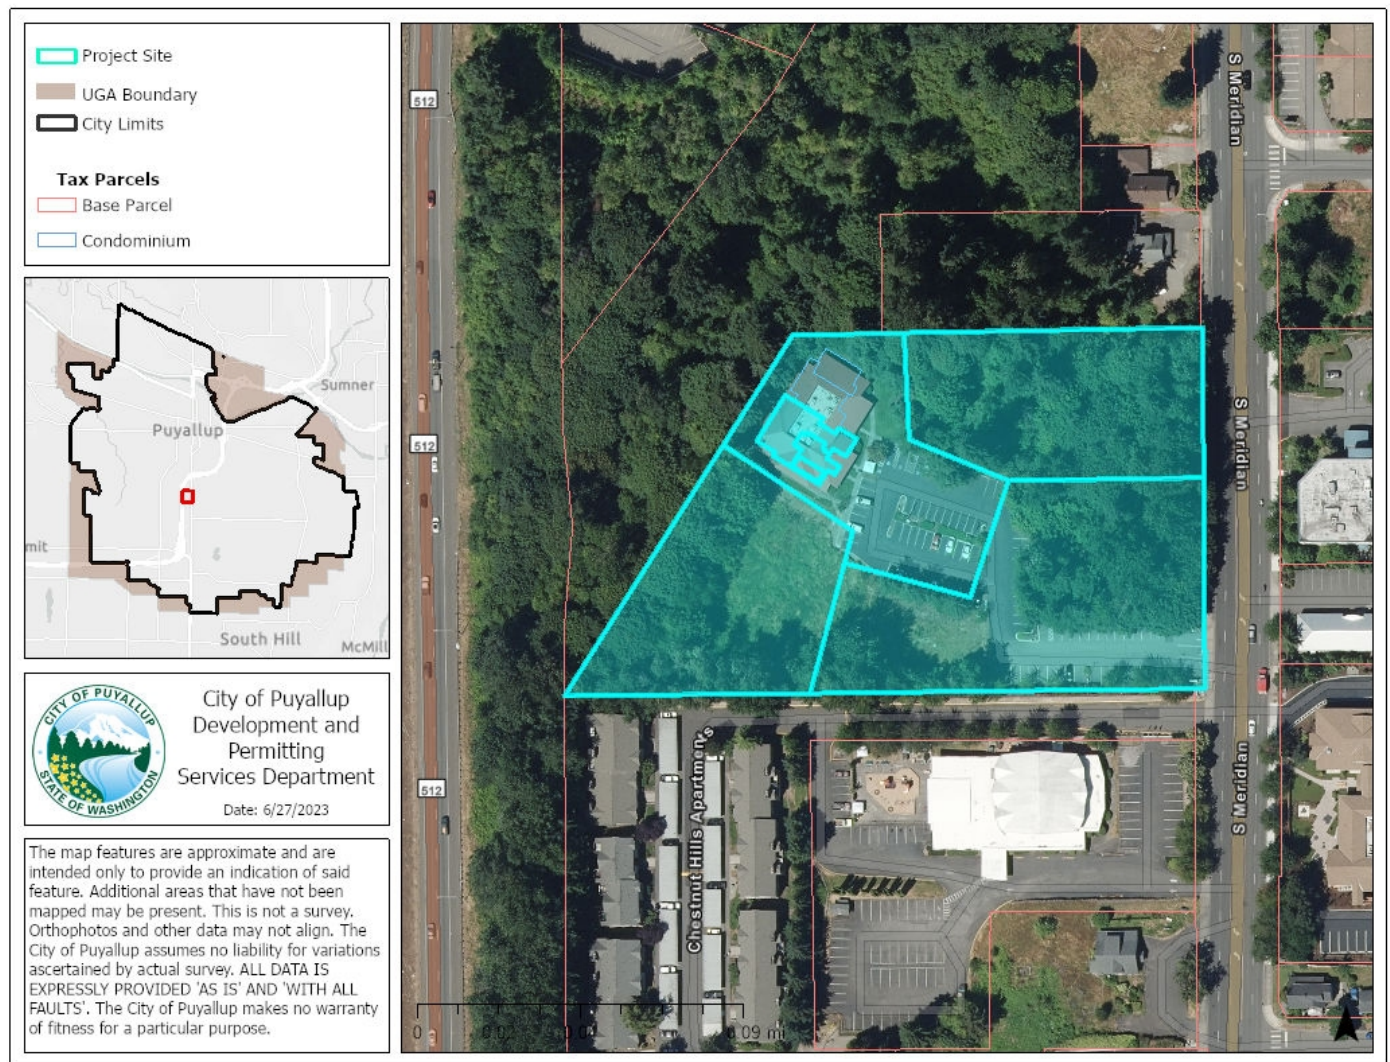 Project Site
UGA Boundary
City Limits
Tax Parcels
Base Parcel
Condominium
Sumner
Puyallup
mit
South Hill
McMill
CITY OF PUYALLUP
STATE OF WASHINGTON
City of Puyallup
Development and
Permitting
Services Department
Date: 6/27/2023
The map features are approximate and are
intended only to provide an indication of said
feature. Additional areas that have not been
mapped may be present. This is not a survey.
Orthophotos and other data may not align. The
City of Puyallup assumes no liability for variations
ascertained by actual survey. ALL DATA IS
EXPRESSLY PROVIDED 'AS IS' AND 'WITH ALL
FAULTS'. The City of Puyallup makes no warranty
of fitness for a particular purpose.
512
S Meridian
512
S Meridian
512
S Meridian
Chestnut Hills Apartments
0
0.02
0.09 mi